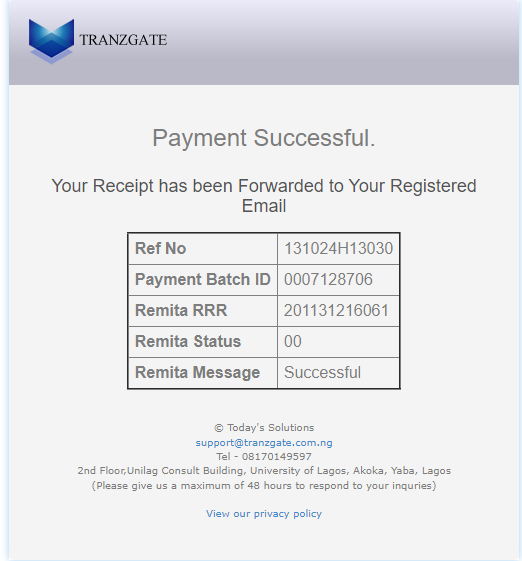 TRANZGATE
Payment Successful.
Your Receipt has been Forwarded to Your Registered
Email
Ref No 131024H13030
Payment Batch ID 0007128706
Remita RRR 201131216061
Remita Status 00
Remita Message Successful
© Today's Solutions
support@tranzgate.com.ng
Tel - 08170149597
2nd Floor,Unilag Consult Building, University of Lagos, Akoka, Yaba, Lagos
(Please give us a maximum of 48 hours to respond to your inquries)
View our privacy policy